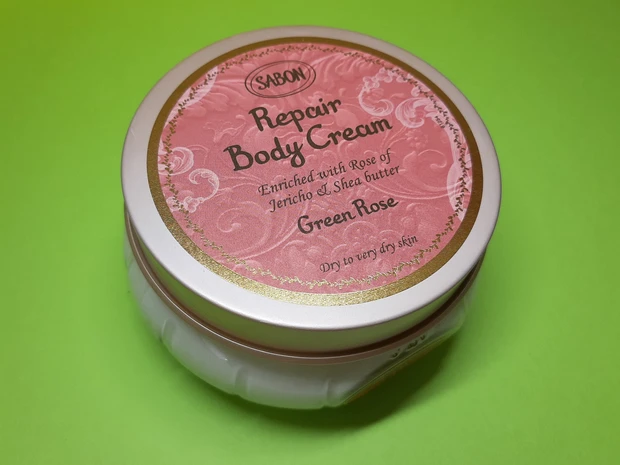 SABON
Repair
Body Cream
Enriched with Rose of
Jericho & Shea butter
Green Rose
Dry to very dry skin